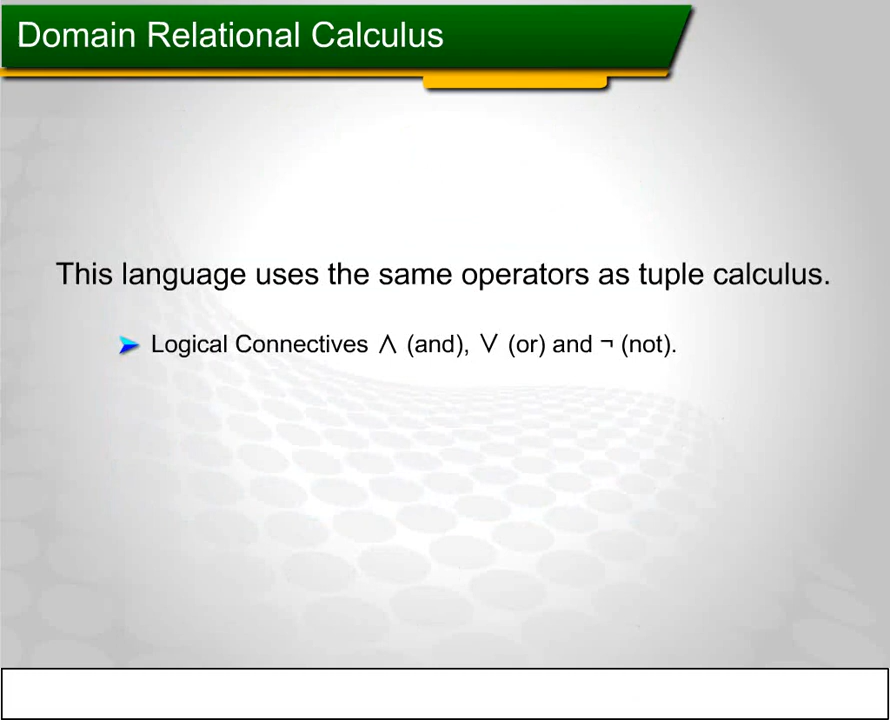 Domain Relational Calculus
This language uses the same operators as tuple calculus.
Logical Connectives ∧ (and), ∨ (or) and ¬ (not).